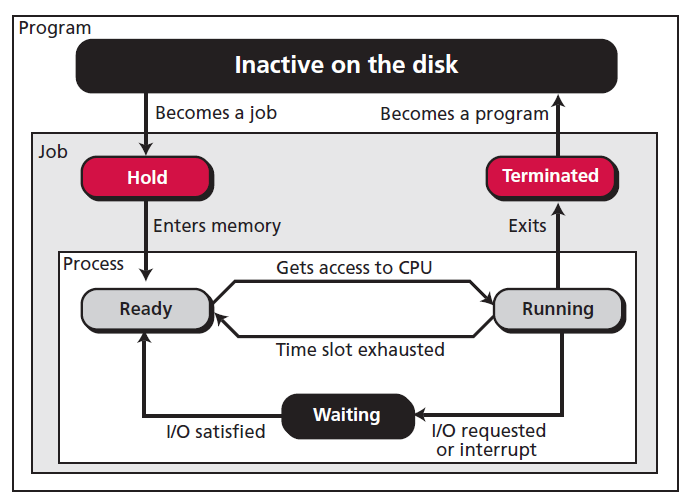 Program
Inactive on the disk
Becomes a job
Becomes a program
Job
Hold
Terminated
Enters memory
Exits
Process
Gets access to CPU
Ready
Running
Time slot exhausted
Waiting
I/O satisfied
I/O requested
or interrupt